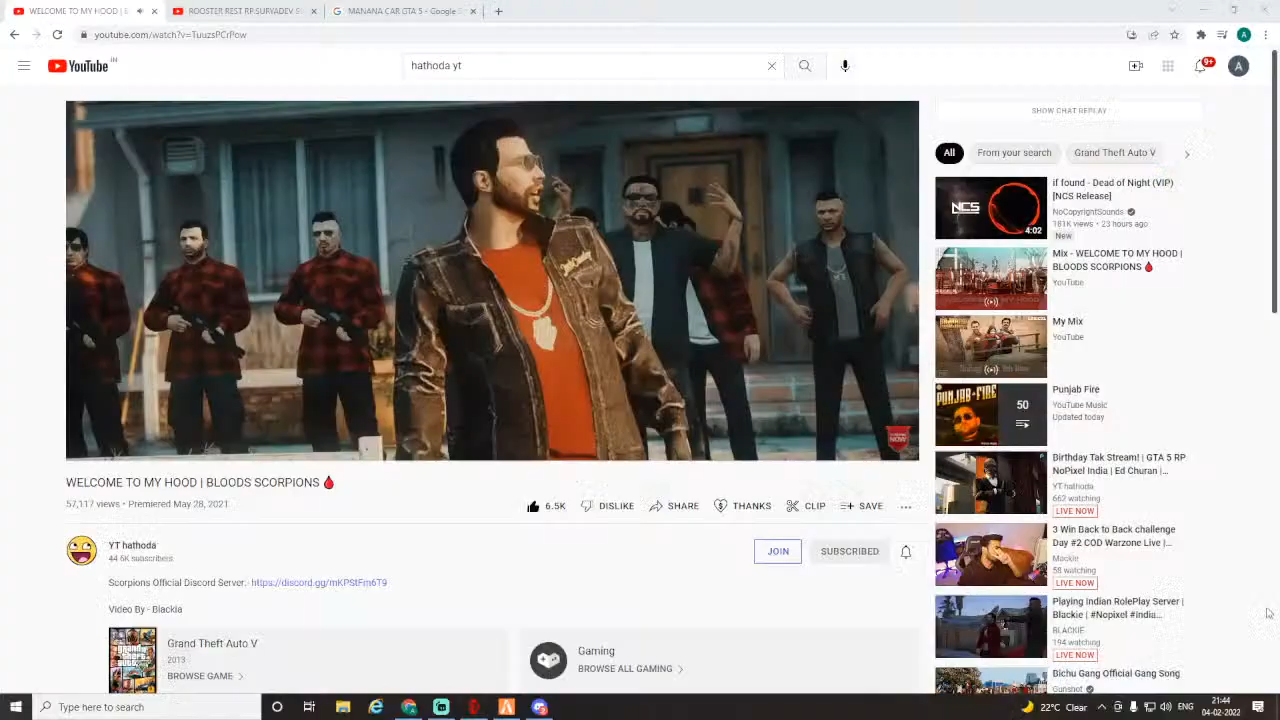 WELCOME TO MY HOOD | B
ROOSTER REST RP-SURYADEV S
MANANA CAR GTA 5 - Google S
youtube.com/watch?v=TuuzsPCrPow
A
YouTube IN
hathoda yt
9+
A
SHOW CHAT REPLAY
All
From your search
Grand Theft Auto V
NCS
4:02
if found - Dead of Night (VIP)
[NCS Release]
NoCopyrightSounds
181K views • 23 hours ago
New
Mix - WELCOME TO MY HOOD |
BLOODS SCORPIONS 🩸
YouTube
My Mix
YouTube
PUNJAB FIRE
50
Punjab Fire
YouTube Music
Updated today
Birthday Tak Stream! | GTA 5 RP
NoPixel India | Ed Churan |...
YT hathoda
662 watching
LIVE NOW
3 Win Back to Back challenge
Day #2 COD Warzone Live |...
Mackle
58 watching
LIVE NOW
Playing Indian RolePlay Server |
Blackie | #Nopixel #India...
BLACKIE
194 watching
LIVE NOW
Bichu Gang Official Gang Song
Gunshot
WELCOME TO MY HOOD | BLOODS SCORPIONS 🩸
57,117 views • Premiered May 28, 2021
6.5K
DISLIKE
SHARE
THANKS
CLIP
SAVE
YT hathoda
44.6K subscribers
JOIN
SUBSCRIBED
Scorpions Official Discord Server:- https://discord.gg/mKPStFm6T9
Video By - Blackia
Grand Theft Auto V
2013
BROWSE GAME
Gaming
BROWSE ALL GAMING
Type here to search
22°C Clear
ENG
21:44
04-02-2022